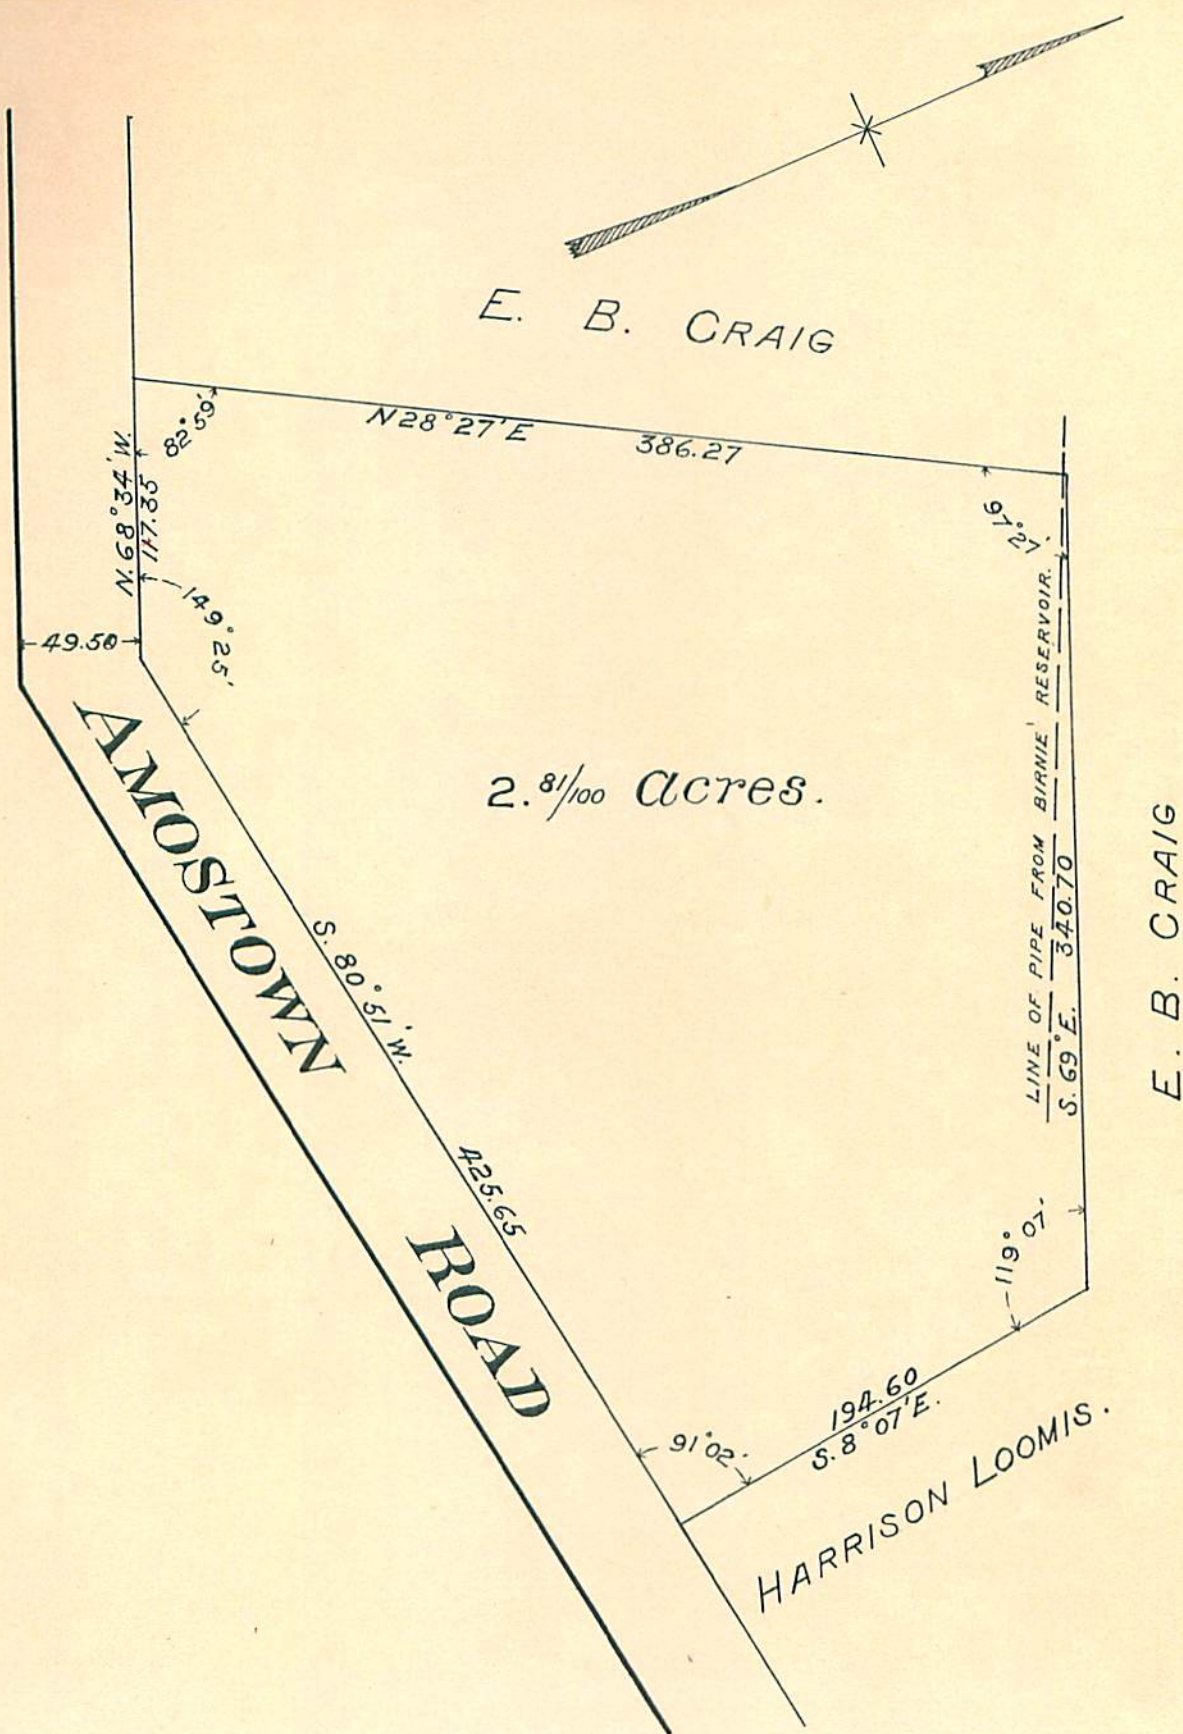 E. B. CRAIG
N 28° 27' E 386.27
82° 59'
N. 68° 34' W.
117.35
149° 25'
49.50
97° 27'
LINE OF PIPE FROM BIRNIE' RESERVOIR.
S. 69° E. 340.70
E. B. CRAIG
2. 81/100 acres.
AMOSTOWN ROAD
S. 80° 51' W. 425.65
119° 07'
91° 02'
194.60
S. 8° 07' E.
HARRISON LOOMIS.